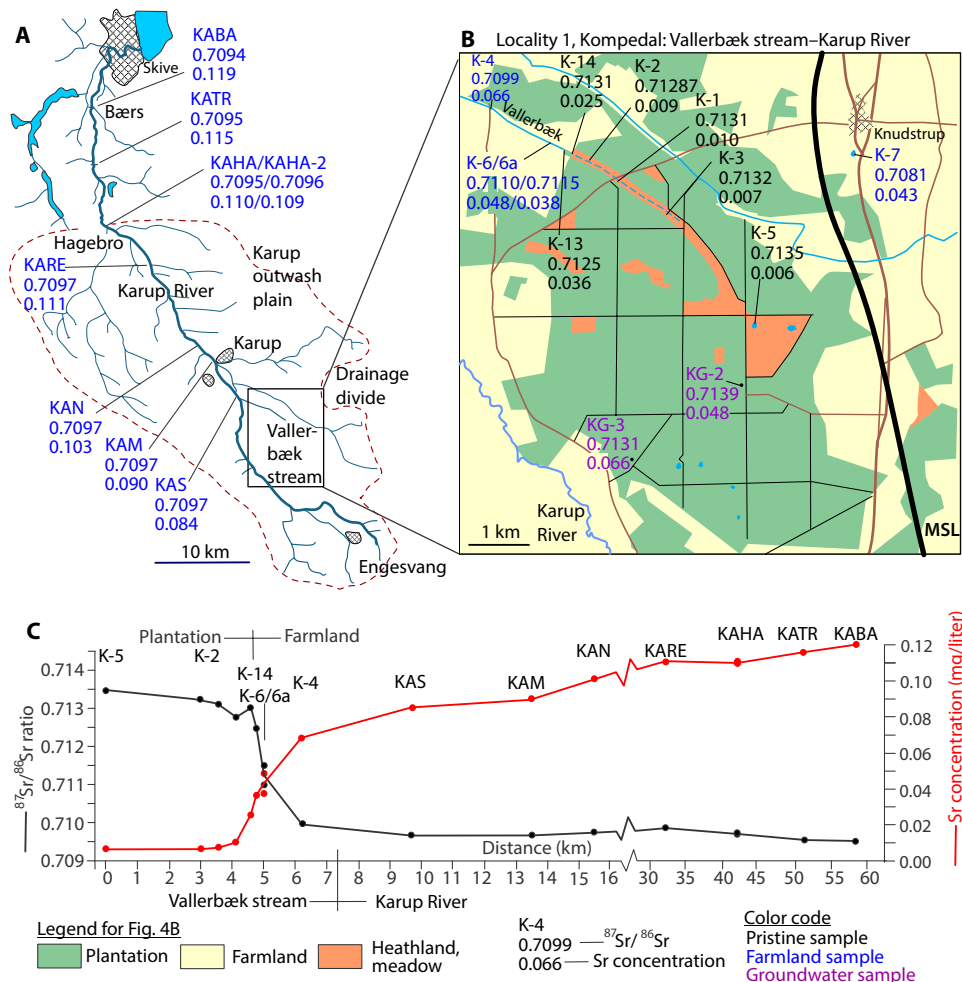 A
KABA
0.7094
0.119
Skive
Bærs
KATR
0.7095
0.115
KAHA/KAHA-2
0.7095/0.7096
0.110/0.109
Hagebro
KARE
0.7097
0.111
Karup River
Karup
outwash
plain
Karup
Drainage
divide
KAN
0.7097
0.103
KAM
0.7097
0.090
KAS
0.7097
0.084
Valler-
bæk
stream
10 km
Engesvang
B
Locality 1, Kompedal: Vallerbæk stream–Karup River
K-4
0.7099
0.066
K-14
0.7131
0.025
K-2
0.71287
0.009
K-1
0.7131
0.010
Vallerbæk
K-6/6a
0.7110/0.7115
0.048/0.038
K-3
0.7132
0.007
Knudstrup
K-7
0.7081
0.043
K-13
0.7125
0.036
K-5
0.7135
0.006
KG-2
0.7139
0.048
KG-3
0.7131
0.066
Karup
River
1 km
MSL
C
Plantation
Farmland
K-5
K-2
K-14
K-6/6a
K-4
KAS
KAM
KAN
KARE
KAHA
KATR
KABA
87Sr/86Sr ratio
0.714
0.713
0.712
0.711
0.710
0.709
Sr concentration (mg/liter)
0.12
0.10
0.08
0.06
0.04
0.02
0.00
Distance (km)
0 1 2 3 4 5 6 7 8 9 10 11 12 13 14 15 16 30 35 40 45 50 55 60
Vallerbæk stream
Karup River
Legend for Fig. 4B
Plantation
Farmland
Heathland,
meadow
K-4
0.7099 87Sr/ 86Sr
0.066 Sr concentration
Color code
Pristine sample
Farmland sample
Groundwater sample